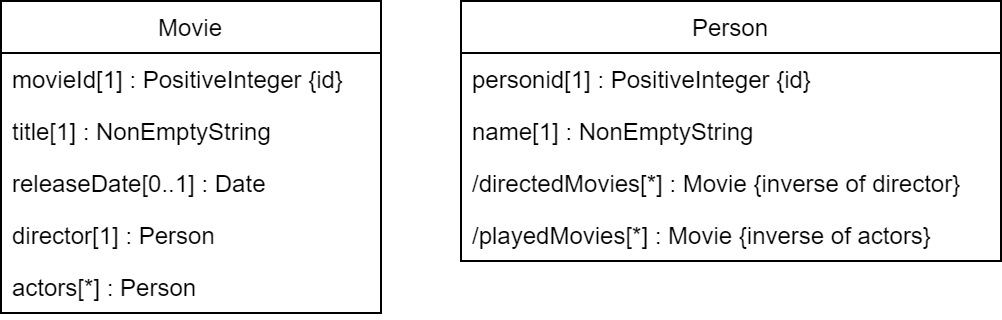 Movie
movieId[1] : PositiveInteger {id}
title[1] : NonEmptyString
releaseDate[0..1] : Date
director[1] : Person
actors[*] : Person
Person
personid[1] : PositiveInteger {id}
name[1] : NonEmptyString
/directedMovies[*] : Movie {inverse of director}
/playedMovies[*] : Movie {inverse of actors}